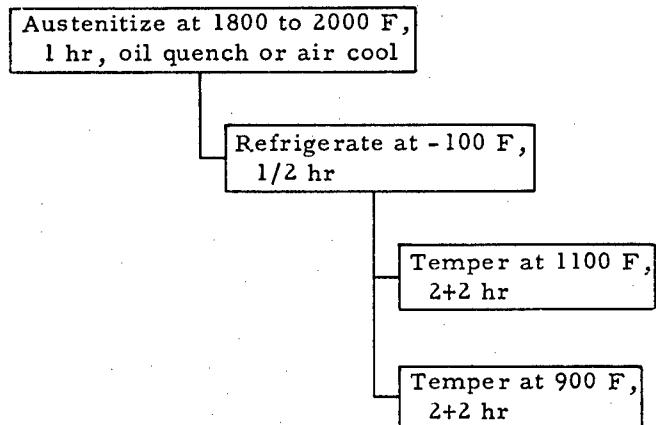 Austenitize at 1800 to 2000 F,
1 hr, oil quench or air cool
Refrigerate at -100 F,
1/2 hr
Temper at 1100 F,
2+2 hr
Temper at 900 F,
2+2 hr